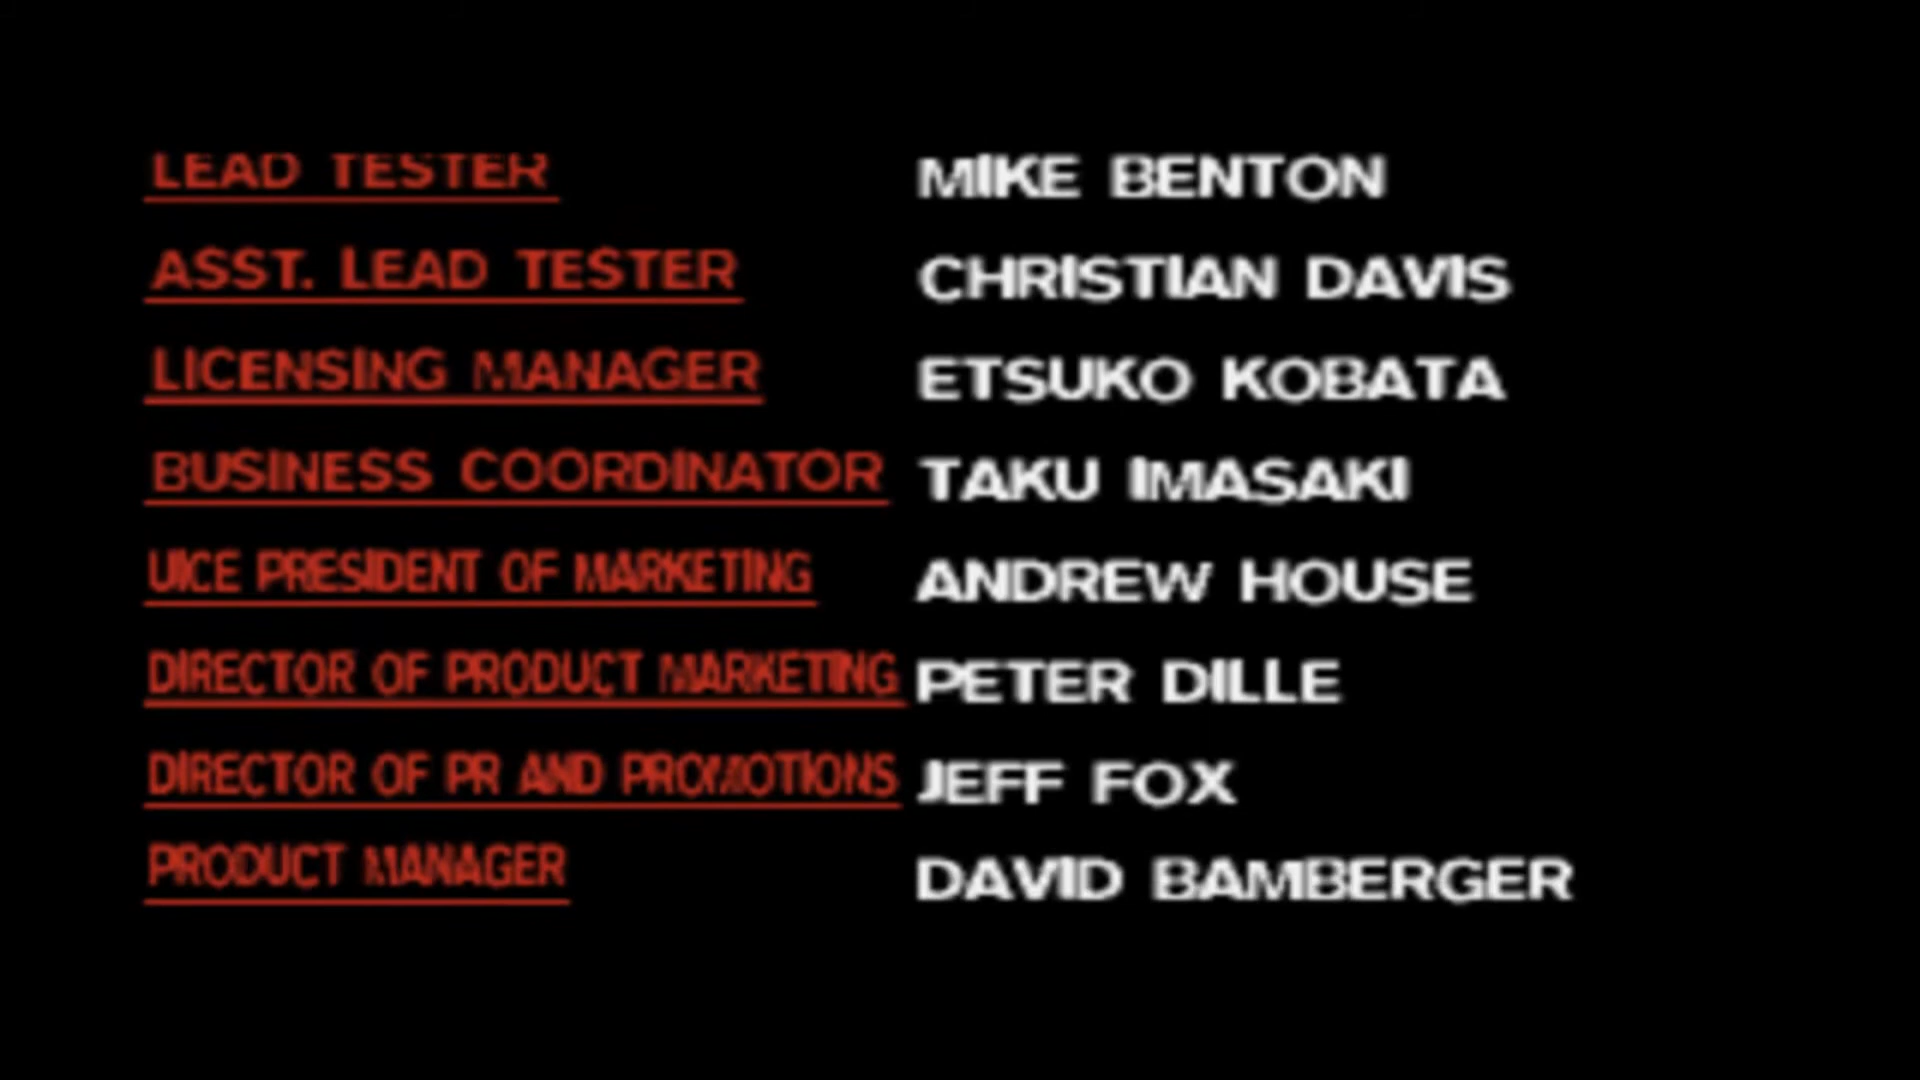 LEAD TESTER MIKE BENTON
ASST. LEAD TESTER CHRISTIAN DAVIS
LICENSING MANAGER ETSUKO KOBATA
BUSINESS COORDINATOR TAKU IMASAKI
VICE PRESIDENT OF MARKETING ANDREW HOUSE
DIRECTOR OF PRODUCT MARKETING PETER DILLE
DIRECTOR OF PR AND PROMOTIONS JEFF FOX
PRODUCT MANAGER DAVID BAMBERGER